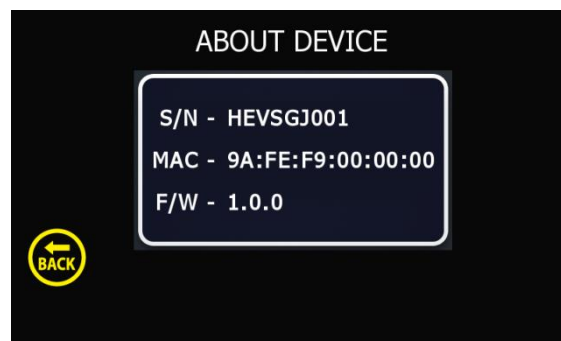 ABOUT DEVICE
S/N - HEVSGJ001
MAC - 9A:FE:F9:00:00:00
F/W - 1.0.0
BACK